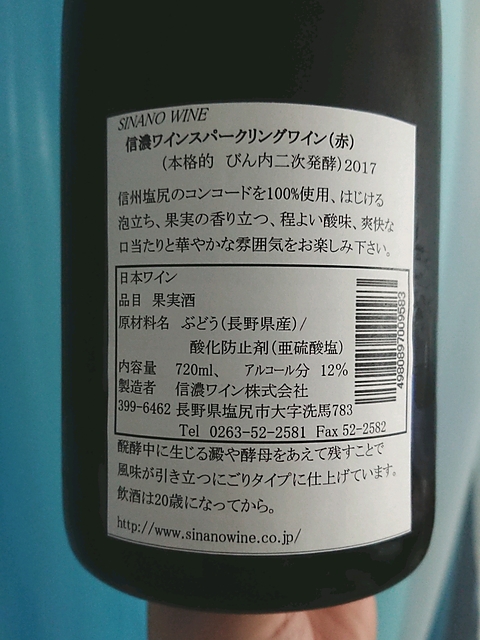 SINANO WINE
信濃ワインスパークリングワイン(赤)
(本格的 びん内二次発酵)2017
信州塩尻のコンコードを100%使用、はじける
泡立ち、果実の香り立つ、程よい酸味、爽快な
口当たりと華やかな雰囲気をお楽しみ下さい。
日本ワイン
品目 果実酒
原材料名 ぶどう(長野県産)/
酸化防止剤(亜硫酸塩)
内容量 720ml、 アルコール分 12%
製造者 信濃ワイン株式会社
399-6462 長野県塩尻市大字洗馬783
Tel 0263-52-2581 Fax 52-2582
4980897009583
醗酵中に生じる澱や酵母をあえて残すことで
風味が引き立つにごりタイプに仕上げています。
飲酒は20歳になってから。
http://www.sinanowine.co.jp/